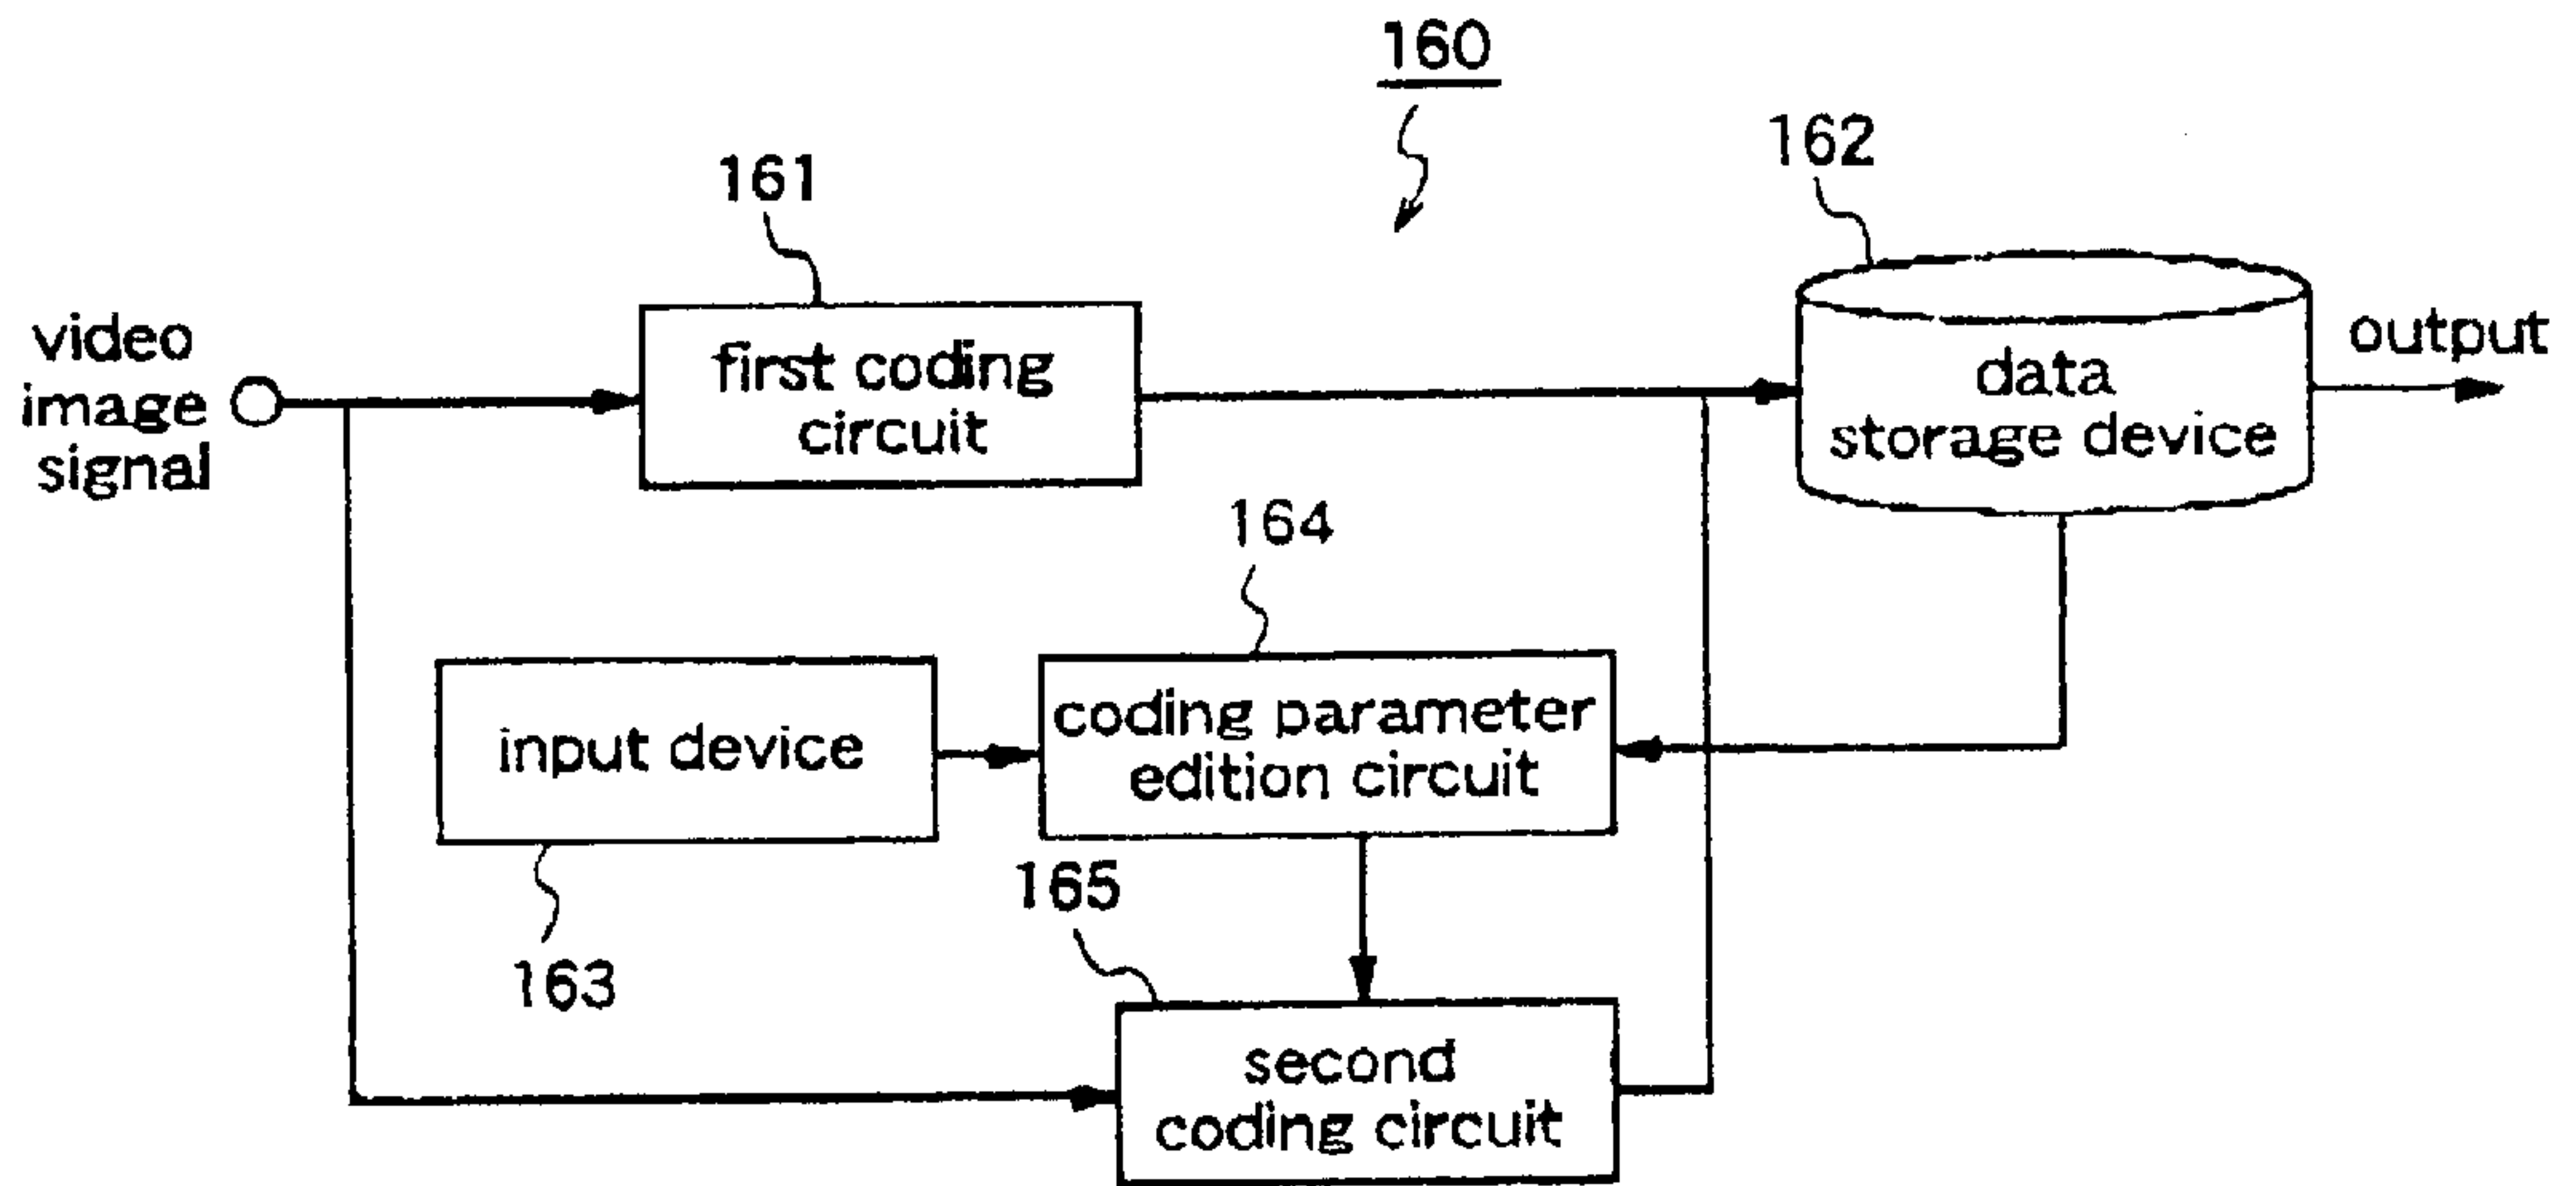 160
162
161
video
image
signal
first coding
circuit
data
storage device
output
164
input device
coding parameter
edition circuit
165
163
second
coding circuit